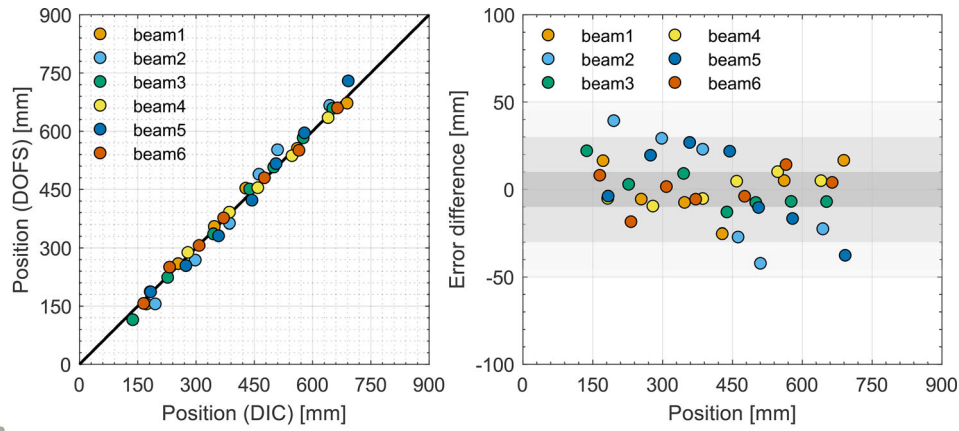 900
750
600
450
300
150
0
Position (DOFS) [mm]
beam1
beam2
beam3
beam4
beam5
beam6
0 150 300 450 600 750 900
Position (DIC) [mm]
100
50
0
-50
-100
Error difference [mm]
beam1 beam4
beam2 beam5
beam3 beam6
0 150 300 450 600 750 900
Position [mm]